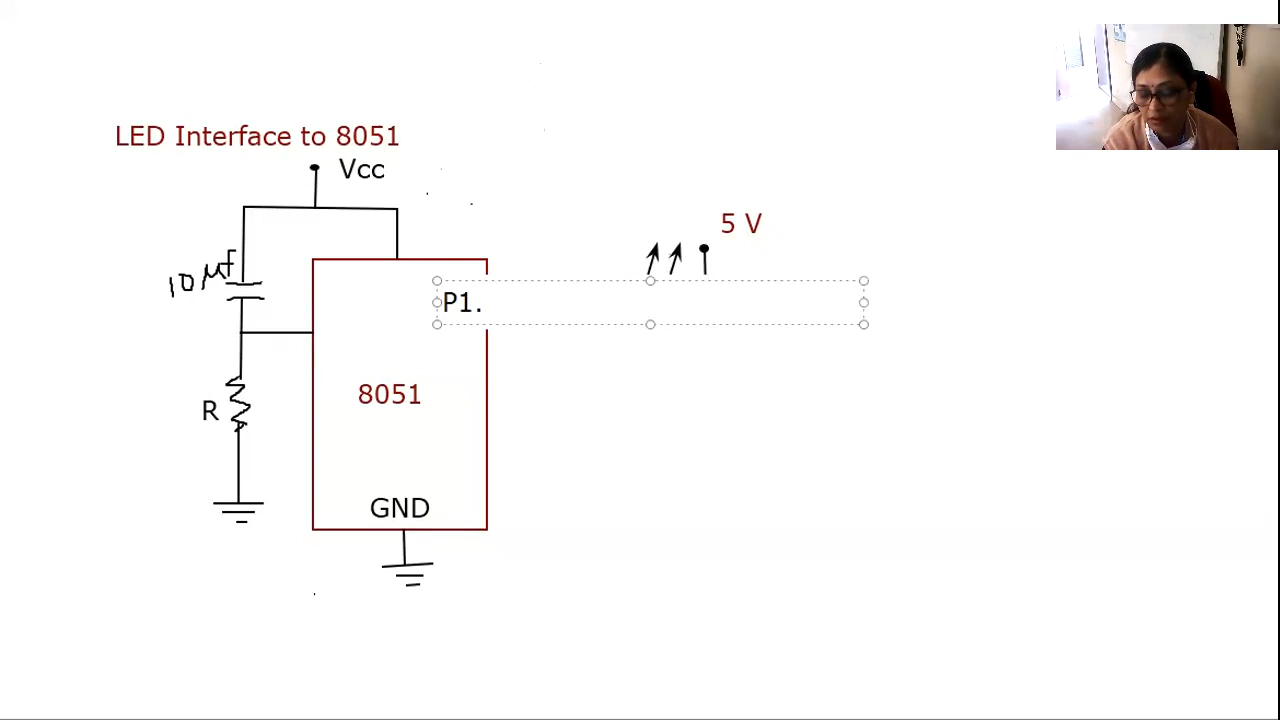 LED Interface to 8051
Vcc
5 V
10 μf
P1.
8051
R
GND